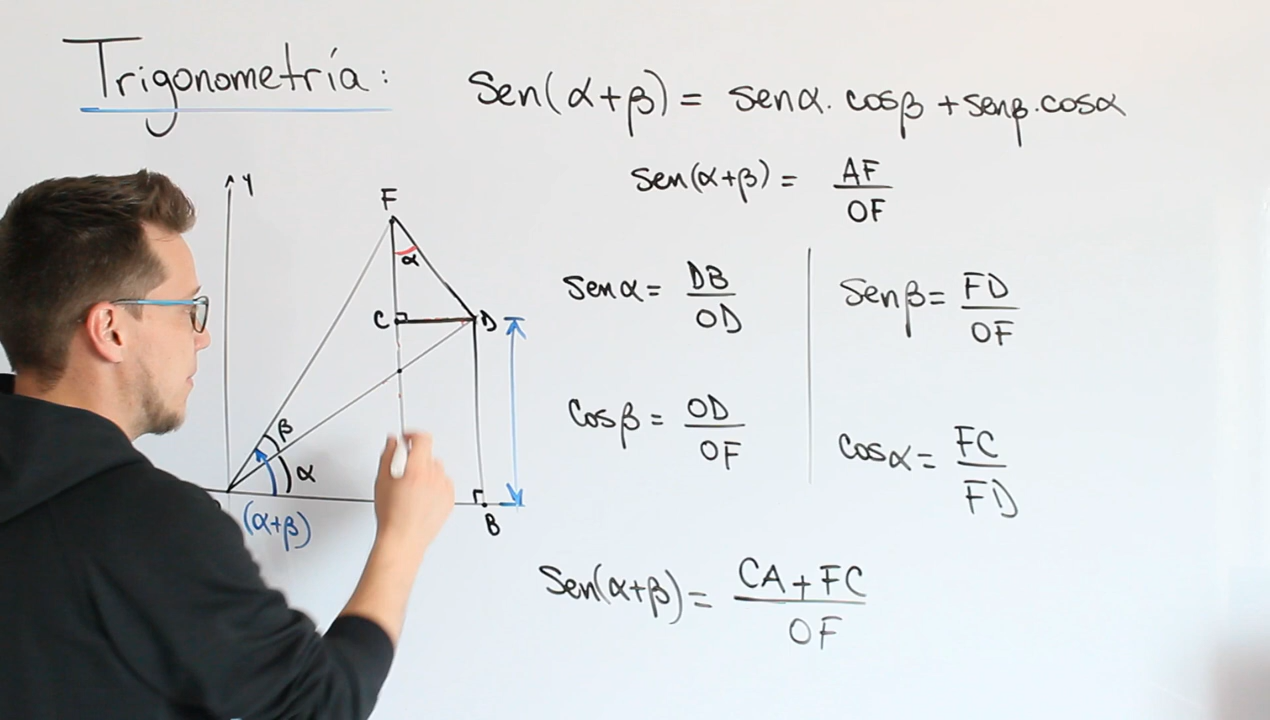 Trigonometría:
Sen(α+β) = senα. cosβ + senβ.cosα
sen(α+β) = AF/OF
Senα = DB/OD
Senβ = FD/OF
Cosβ = OD/OF
Cosα = FC/FD
Sen(α+β) = CA+FC/OF
Y
F
α
C
D
β
α
(α+β)
B